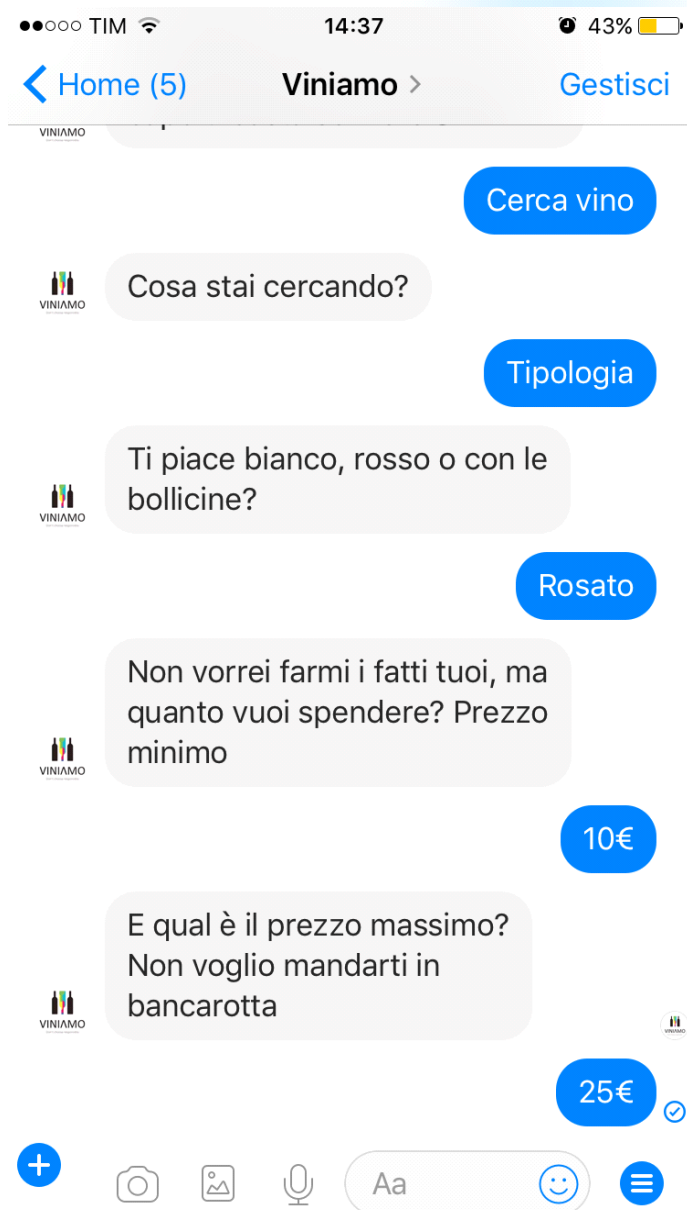 TIM 14:37 43%
Home (5) Viniamo Gestisci
VINIAMO
Cerca vino
Cosa stai cercando?
VINIAMO
Tipologia
Ti piace bianco, rosso o con le
bollicine?
VINIAMO
Rosato
Non vorrei farmi i fatti tuoi, ma
quanto vuoi spendere? Prezzo
minimo
VINIAMO
10€
E qual è il prezzo massimo?
Non voglio mandarti in
bancarotta
VINIAMO
VINIAMO
25€
Aa